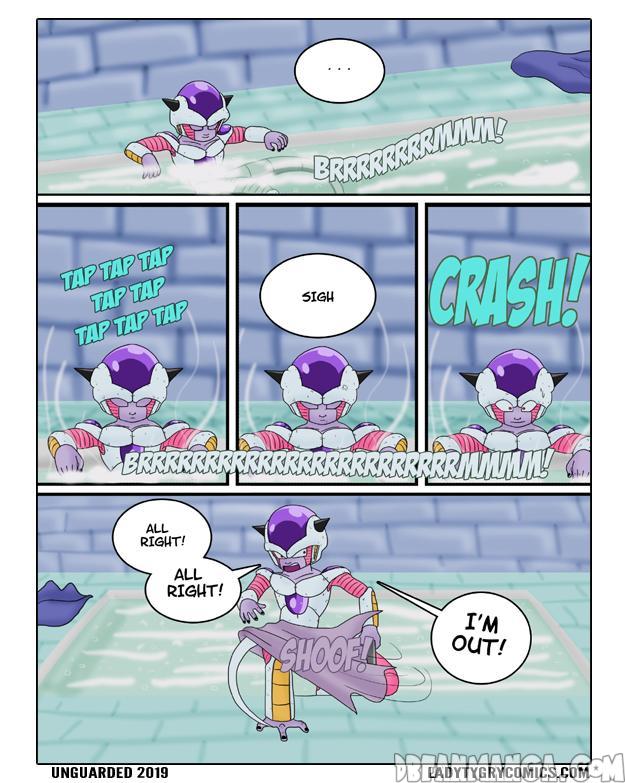 ...
BRRRRRRRRMMM!
TAP TAP TAP
TAP TAP
TAP TAP TAP
SIGH
CRASH!
BRRRRRRRRRRRRRRRRRRRRRRRRRMMMMM!
ALL
RIGHT!
ALL
RIGHT!
I'M
OUT!
SHOOF!
UNGUARDED 2019
LADYTYGRYCOMICS.COM
DBFANMANGA.COM